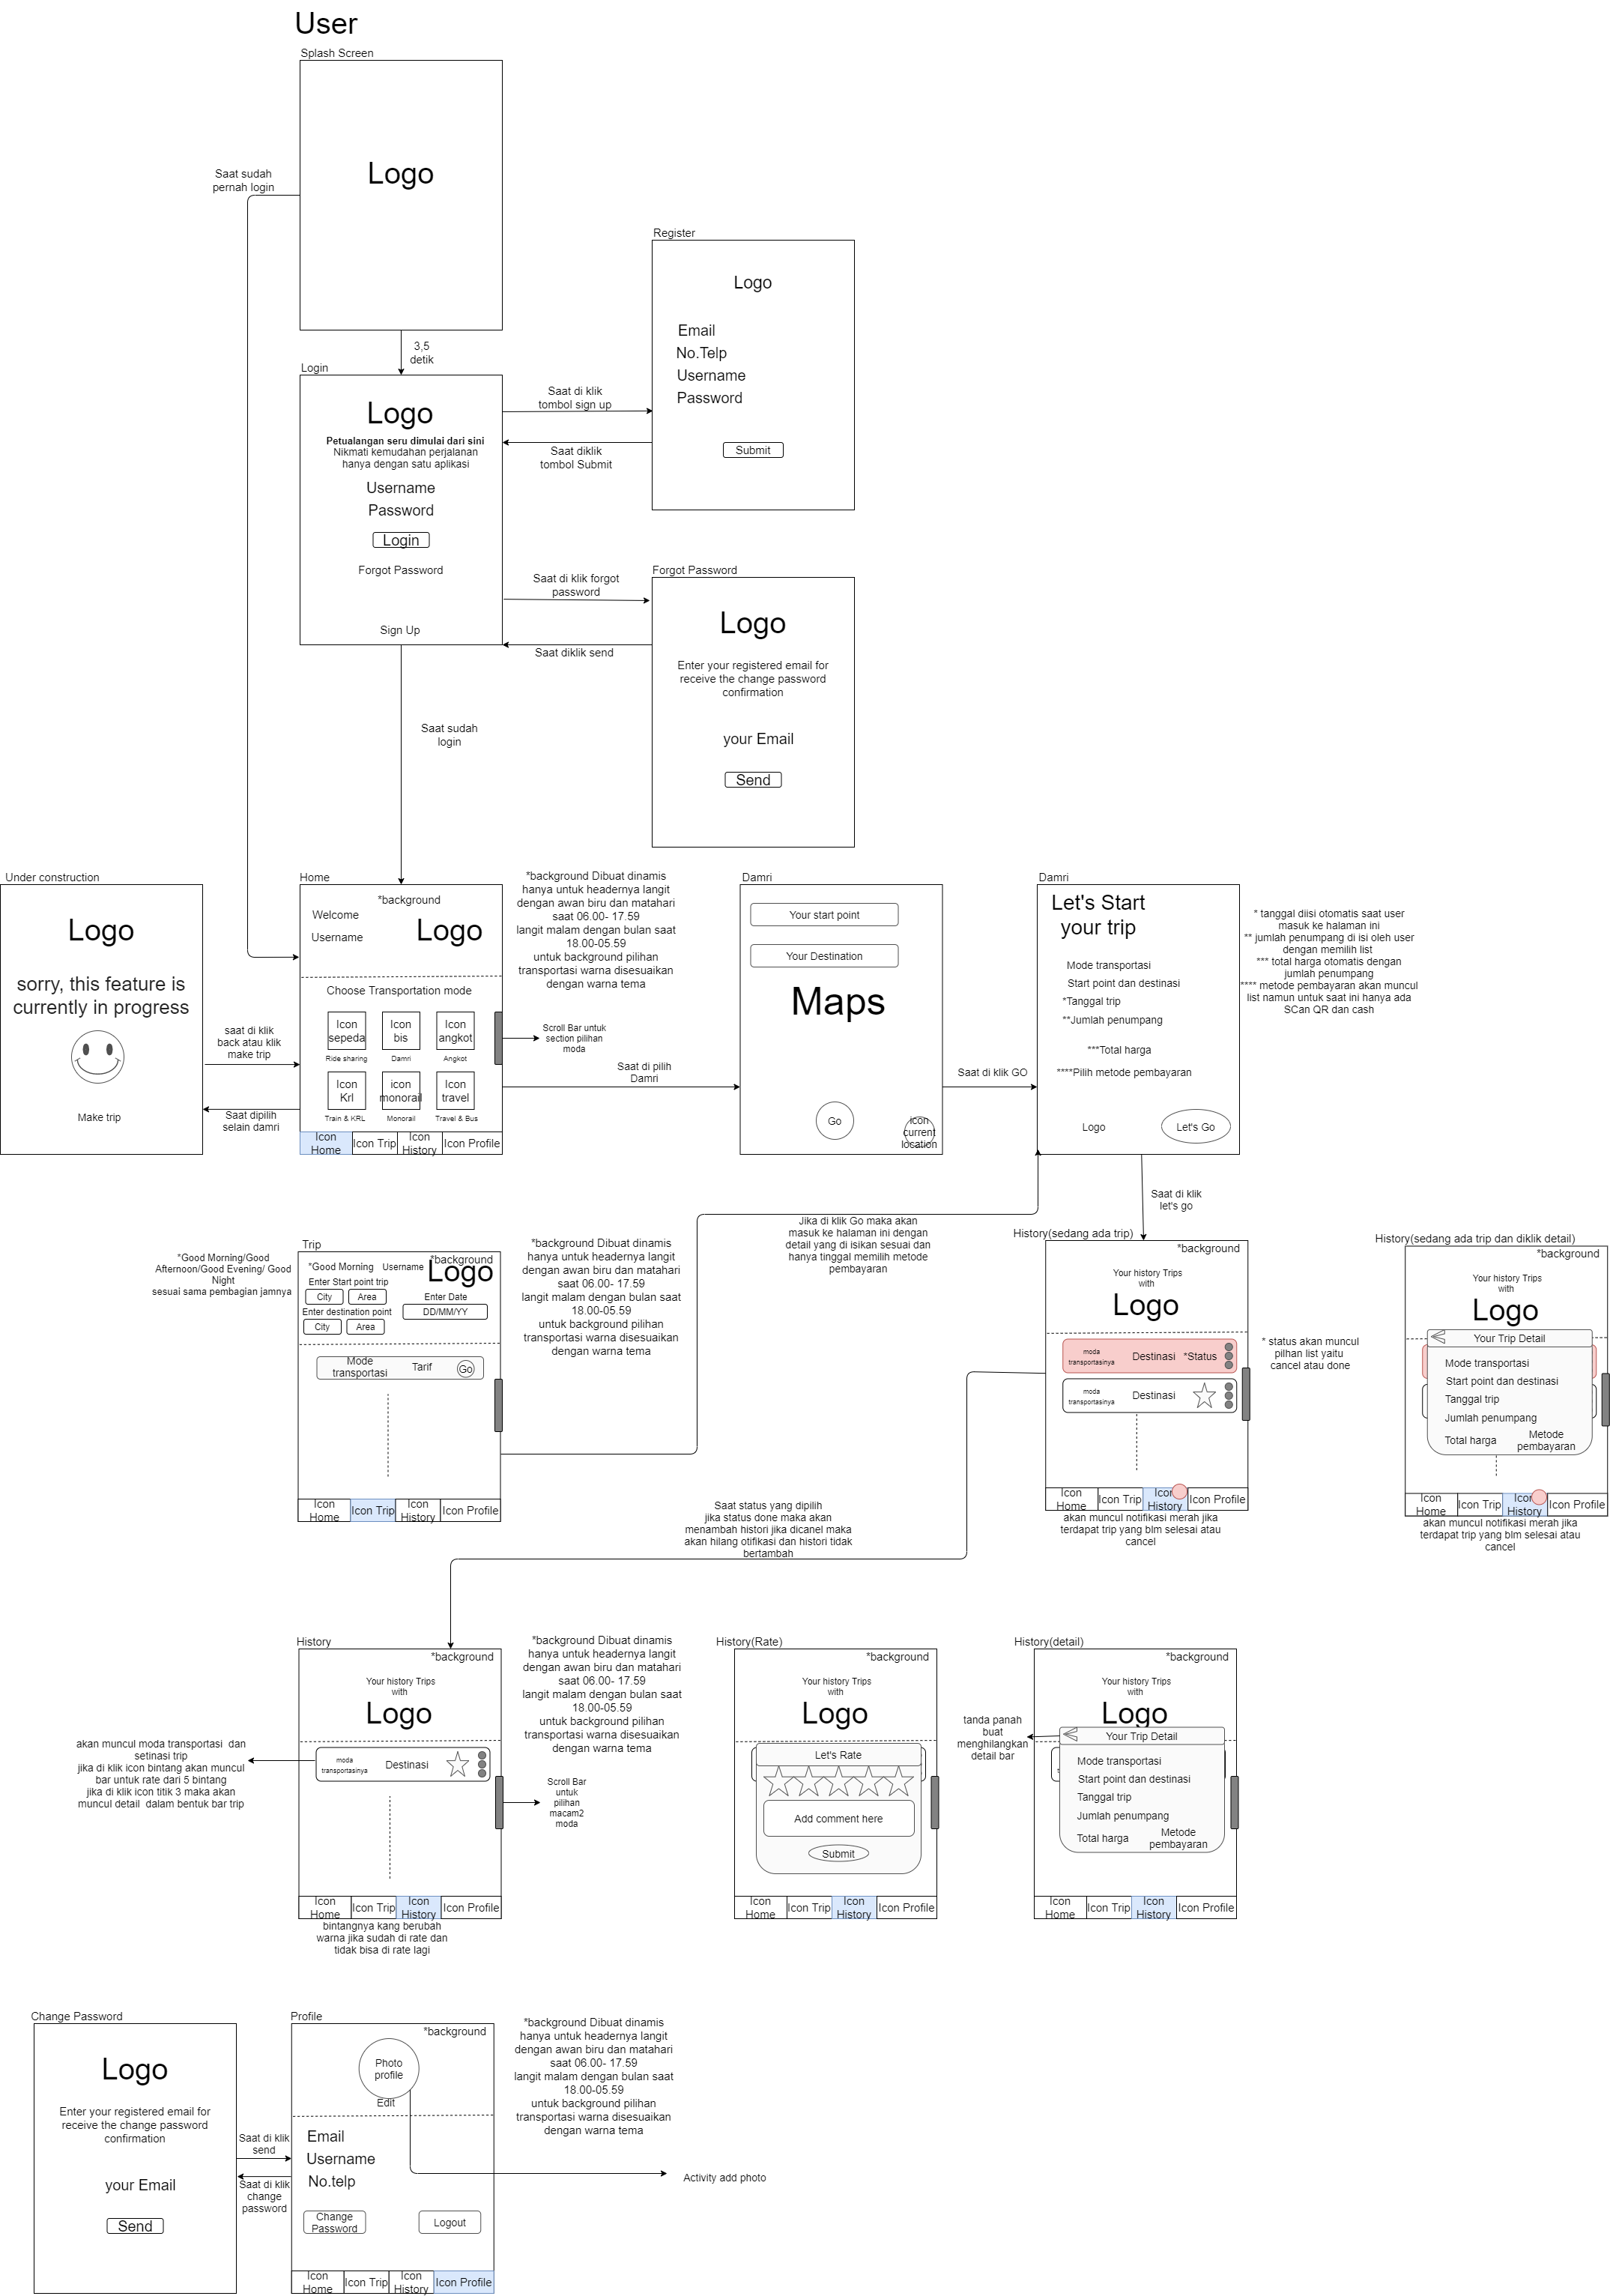 User
Splash Screen
Logo
Saat sudah
pernah login
3,5
detik
Register
Logo
Email
No.Telp
Username
Password
Submit
Login
Logo
Petualangan seru dimulai dari sini
Nikmati kemudahan perjalanan
hanya dengan satu aplikasi
Username
Password
Login
Forgot Password
Sign Up
Saat di klik
tombol sign up
Saat diklik
tombol Submit
Saat di klik forgot
password
Saat diklik send
Forgot Password
Logo
Enter your registered email for
receive the change password
confirmation
your Email
Send
Saat sudah
login
Under construction
Logo
sorry, this feature is
currently in progress
Make trip
saat di klik
back atau klik
make trip
Saat dipilih
selain damri
Home
*background
Welcome
Username
Logo
Choose Transportation mode
Icon
sepeda
Icon
bis
Icon
angkot
Ride sharing
Damri
Angkot
Icon
Krl
icon
monorail
Icon
travel
Train & KRL
Monorail
Travel & Bus
Icon
Home
Icon Trip
Icon
History
Icon Profile
*background Dibuat dinamis
hanya untuk headernya langit
dengan awan biru dan matahari
saat 06.00- 17.59
langit malam dengan bulan saat
18.00-05.59
untuk background pilihan
transportasi warna disesuaikan
dengan warna tema
Scroll Bar untuk
section pilihan
moda
Saat di pilih
Damri
Damri
Your start point
Your Destination
Maps
Go
icon
current
location
Saat di klik GO
Damri
Let's Start
your trip
Mode transportasi
Start point dan destinasi
*Tanggal trip
**Jumlah penumpang
***Total harga
****Pilih metode pembayaran
Logo
Let's Go
* tanggal diisi otomatis saat user
masuk ke halaman ini
** jumlah penumpang di isi oleh user
dengan memilih list
*** total harga otomatis dengan
jumlah penumpang
**** metode pembayaran akan muncul
list namun untuk saat ini hanya ada
SCan QR dan cash
Saat di klik
let's go
Trip
*Good Morning/Good
Afternoon/Good Evening/ Good
Night
sesuai sama pembagian jamnya
*background
*Good Morning
Username
Logo
Enter Start point trip
City
Area
Enter Date
Enter destination point
DD/MM/YY
City
Area
Mode
transportasi
Tarif
Go
Icon
Home
Icon Trip
Icon
History
Icon Profile
*background Dibuat dinamis
hanya untuk headernya langit
dengan awan biru dan matahari
saat 06.00- 17.59
langit malam dengan bulan saat
18.00-05.59
untuk background pilihan
transportasi warna disesuaikan
dengan warna tema
Jika di klik Go maka akan
masuk ke halaman ini dengan
detail yang di isikan sesuai dan
hanya tinggal memilih metode
pembayaran
History(sedang ada trip)
*background
Your history Trips
with
Logo
moda
transportasinya
Destinasi
*Status
moda
transportasinya
Destinasi
Icon
Home
Icon Trip
Icon
History
Icon Profile
akan muncul notifikasi merah jika
terdapat trip yang blm selesai atau
cancel
* status akan muncul
pilhan list yaitu
cancel atau done
History(sedang ada trip dan diklik detail)
*background
Your history Trips
with
Logo
Your Trip Detail
Mode transportasi
Start point dan destinasi
Tanggal trip
Jumlah penumpang
Total harga
Metode
pembayaran
Icon
Home
Icon Trip
Icon
History
Icon Profile
akan muncul notifikasi merah jika
terdapat trip yang blm selesai atau
cancel
Saat status yang dipilih
jika status done maka akan
menambah histori jika dicanel maka
akan hilang otifikasi dan histori tidak
bertambah
History
*background
Your history Trips
with
Logo
moda
transportasinya
Destinasi
Icon
Home
Icon Trip
Icon
History
Icon Profile
bintangnya kang berubah
warna jika sudah di rate dan
tidak bisa di rate lagi
akan muncul moda transportasi  dan
setinasi trip
jika di klik icon bintang akan muncul
bar untuk rate dari 5 bintang
jika di klik icon titik 3 maka akan
muncul detail  dalam bentuk bar trip
*background Dibuat dinamis
hanya untuk headernya langit
dengan awan biru dan matahari
saat 06.00- 17.59
langit malam dengan bulan saat
18.00-05.59
untuk background pilihan
transportasi warna disesuaikan
dengan warna tema
Scroll Bar
untuk
pilihan
macam2
moda
History(Rate)
*background
Your history Trips
with
Logo
Let's Rate
Add comment here
Submit
Icon
Home
Icon Trip
Icon
History
Icon Profile
tanda panah
buat
menghilangkan
detail bar
History(detail)
*background
Your history Trips
with
Logo
Your Trip Detail
Mode transportasi
Start point dan destinasi
Tanggal trip
Jumlah penumpang
Total harga
Metode
pembayaran
Icon
Home
Icon Trip
Icon
History
Icon Profile
Change Password
Logo
Enter your registered email for
receive the change password
confirmation
your Email
Send
Saat di klik
send
Saat di klik
change
password
Profile
*background
Photo
profile
Edit
Email
Username
No.telp
Change
Password
Logout
Icon
Home
Icon Trip
Icon
History
Icon Profile
*background Dibuat dinamis
hanya untuk headernya langit
dengan awan biru dan matahari
saat 06.00- 17.59
langit malam dengan bulan saat
18.00-05.59
untuk background pilihan
transportasi warna disesuaikan
dengan warna tema
Activity add photo